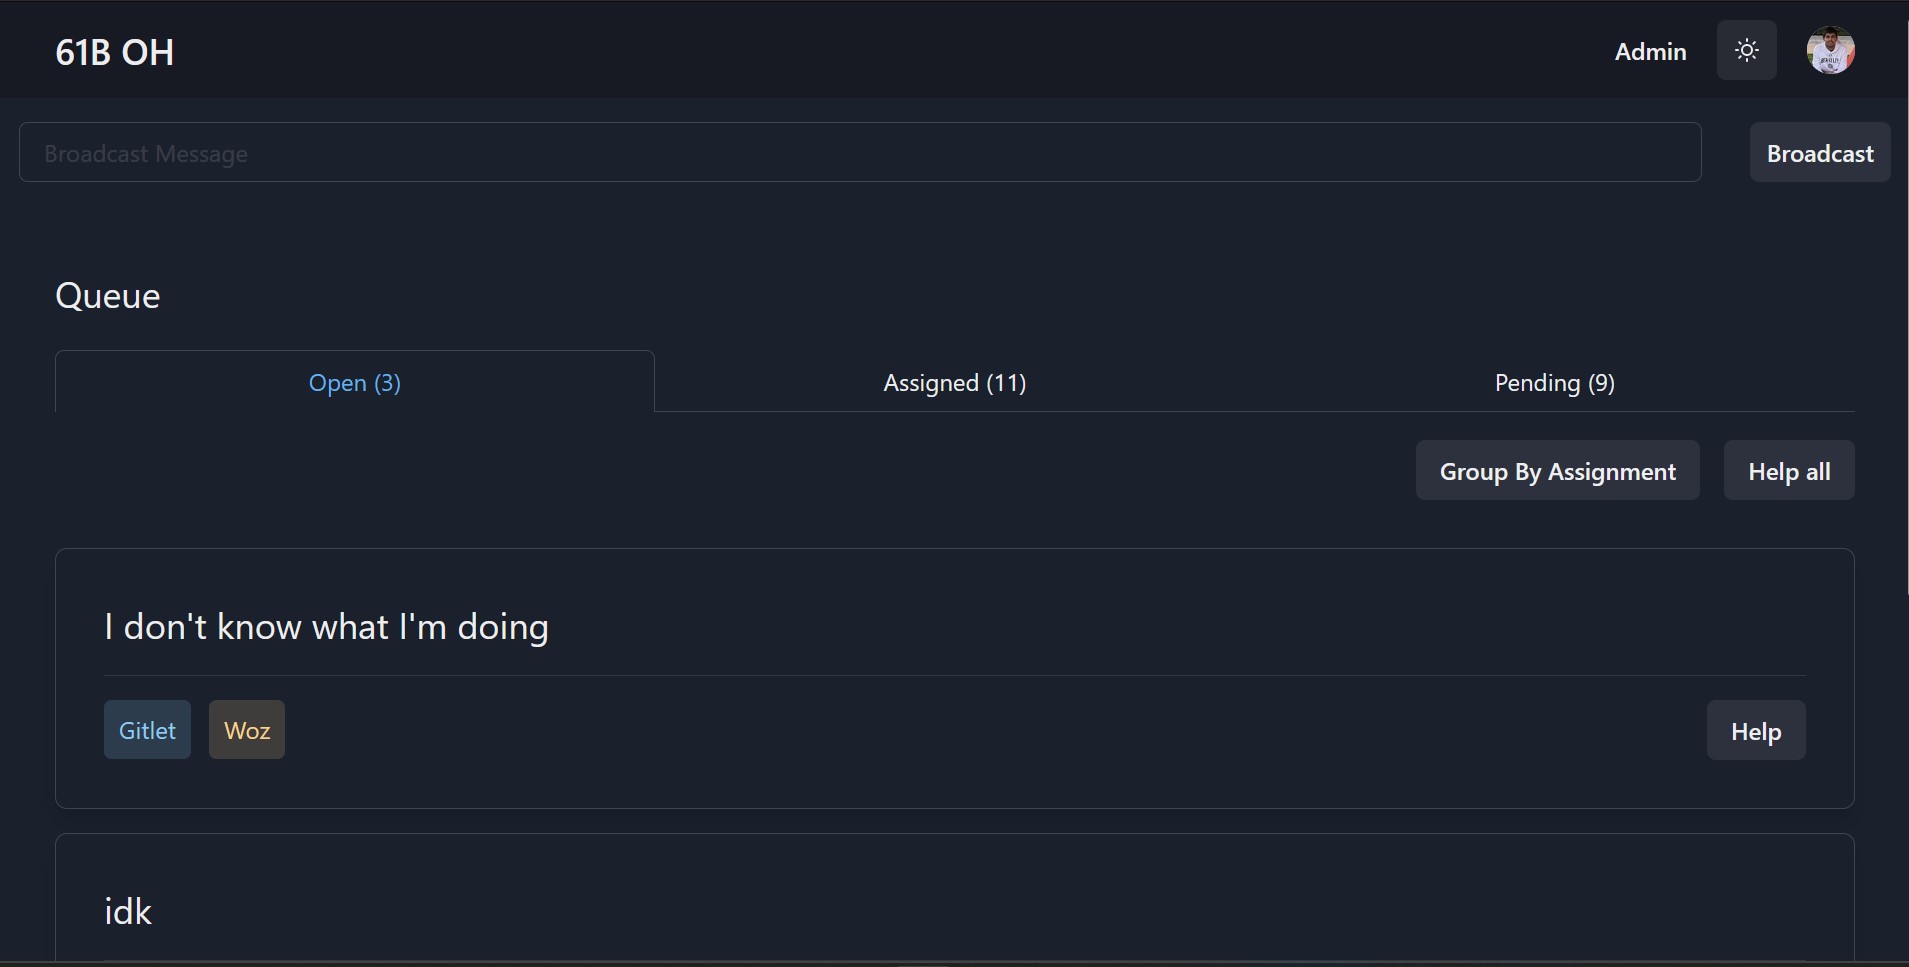 61B OH
Admin
Broadcast Message
Broadcast
Queue
Open (3)
Assigned (11)
Pending (9)
Group By Assignment
Help all
I don't know what I'm doing
Gitlet
Woz
Help
idk